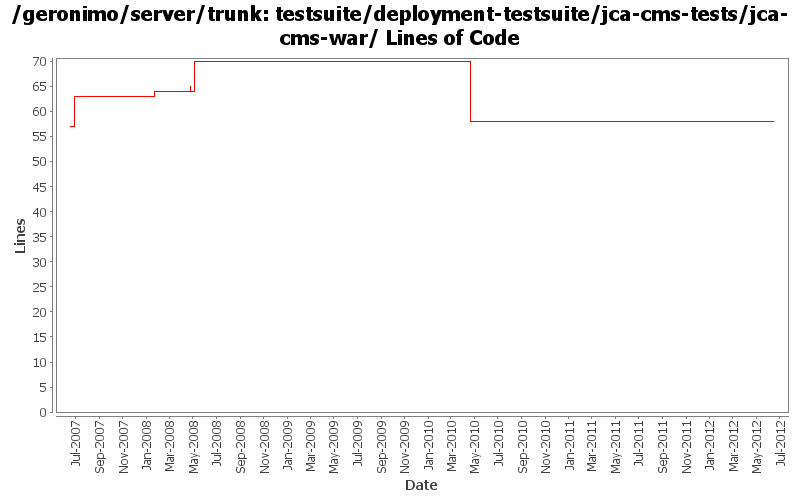 /geronimo/server/trunk: testsuite/deployment-testsuite/jca-cms-tests/jca-
cms-war/ Lines of Code
70
65
60
55
50
45
40
35
30
25
20
15
10
5
0
Lines
Jul-2007
Sep-2007
Nov-2007
Jan-2008
Mar-2008
May-2008
Jul-2008
Sep-2008
Nov-2008
Jan-2009
Mar-2009
May-2009
Jul-2009
Sep-2009
Nov-2009
Jan-2010
Mar-2010
May-2010
Jul-2010
Sep-2010
Nov-2010
Jan-2011
Mar-2011
May-2011
Jul-2011
Sep-2011
Nov-2011
Jan-2012
Mar-2012
May-2012
Jul-2012
Date